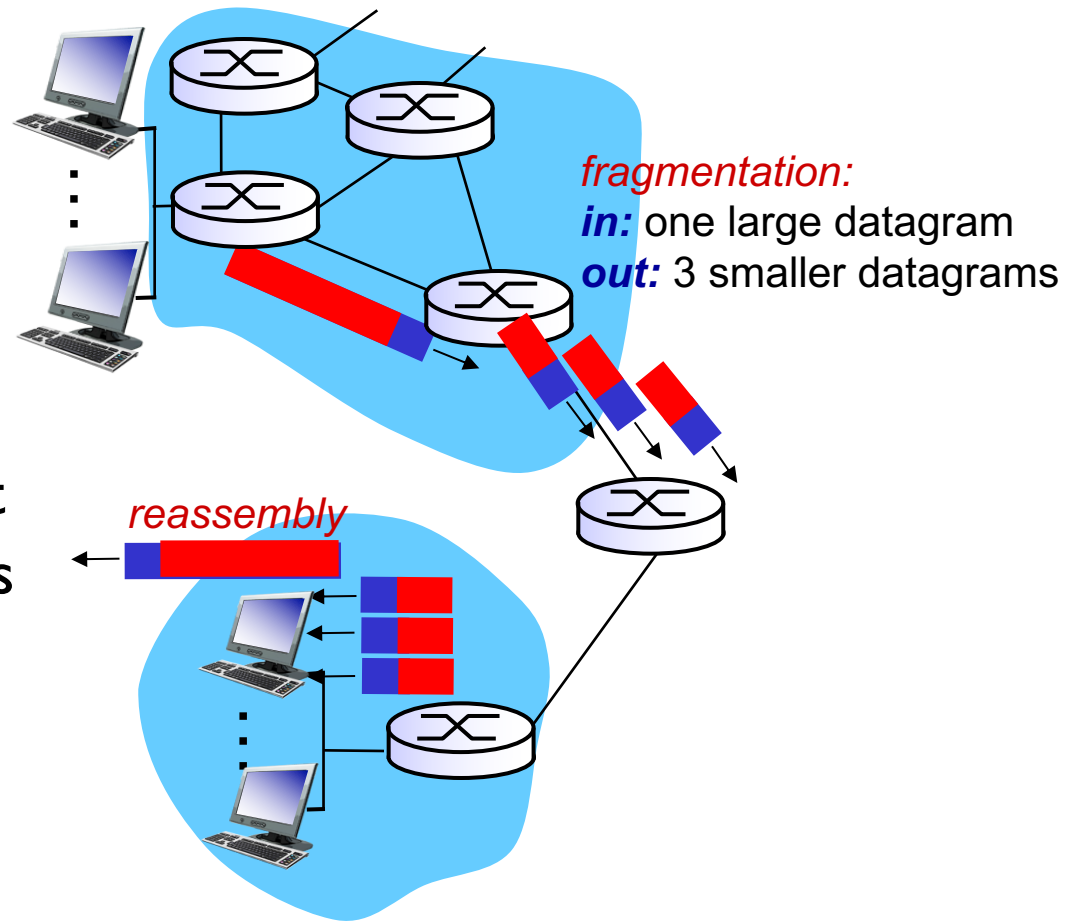 fragmentation:
in: one large datagram
out: 3 smaller datagrams
reassembly